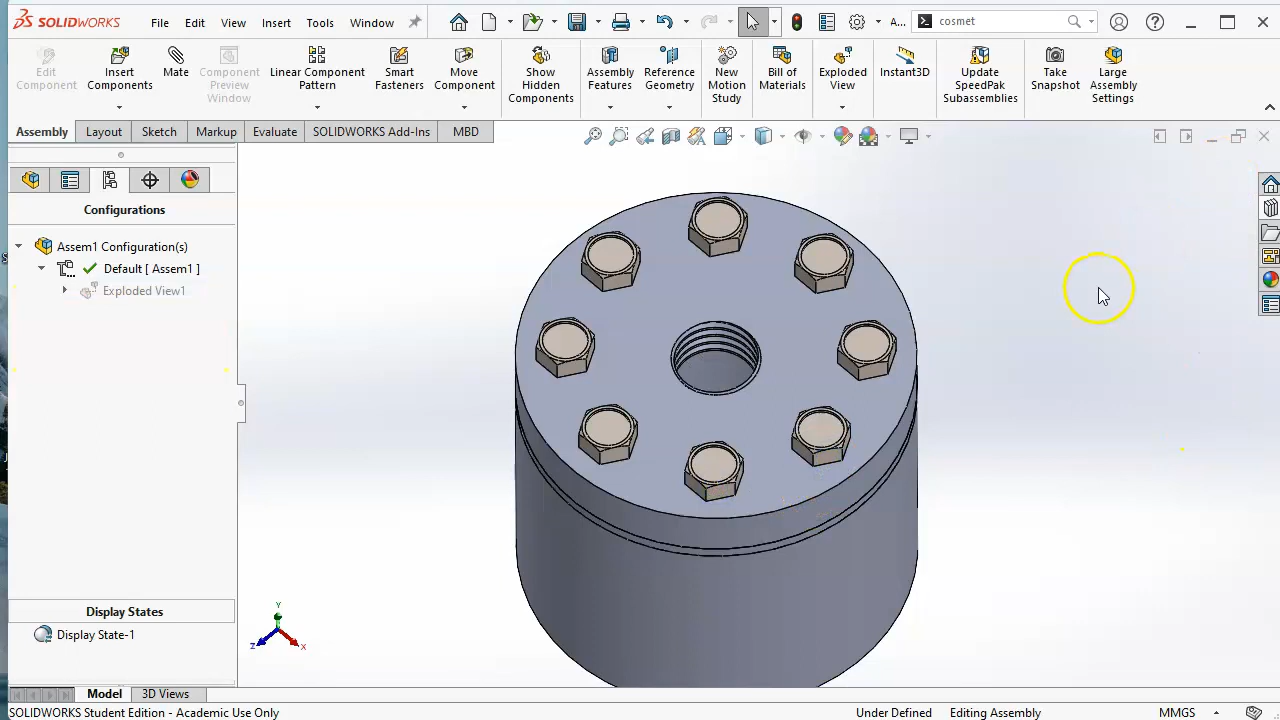 SOLIDWORKS File Edit View Insert Tools Window A... cosmet
Edit Component
Insert Components
Mate
Component Preview Window
Linear Component Pattern
Smart Fasteners
Move Component
Show Hidden Components
Assembly Features
Reference Geometry
New Motion Study
Bill of Materials
Exploded View
Instant3D
Update SpeedPak Subassemblies
Take Snapshot
Large Assembly Settings
Assembly Layout Sketch Markup Evaluate SOLIDWORKS Add-Ins MBD
Configurations
Assem1 Configuration(s)
Default [ Assem1 ]
Exploded View1
Y
Z X
Display States
Display State-1
Model 3D Views
SOLIDWORKS Student Edition - Academic Use Only Under Defined Editing Assembly MMGS